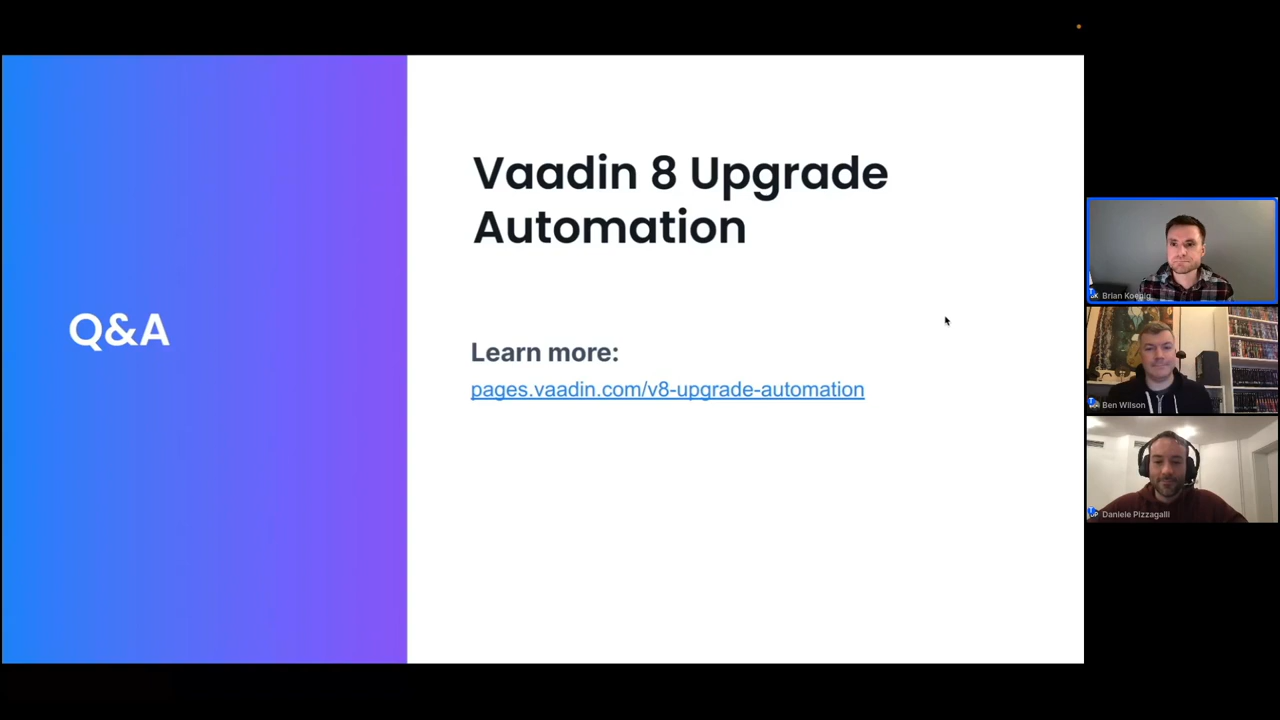 Q&A
Vaadin 8 Upgrade
Automation
Learn more:
pages.vaadin.com/v8-upgrade-automation
Brian Koenig
Ben Wilson
Daniele Pizzagalli